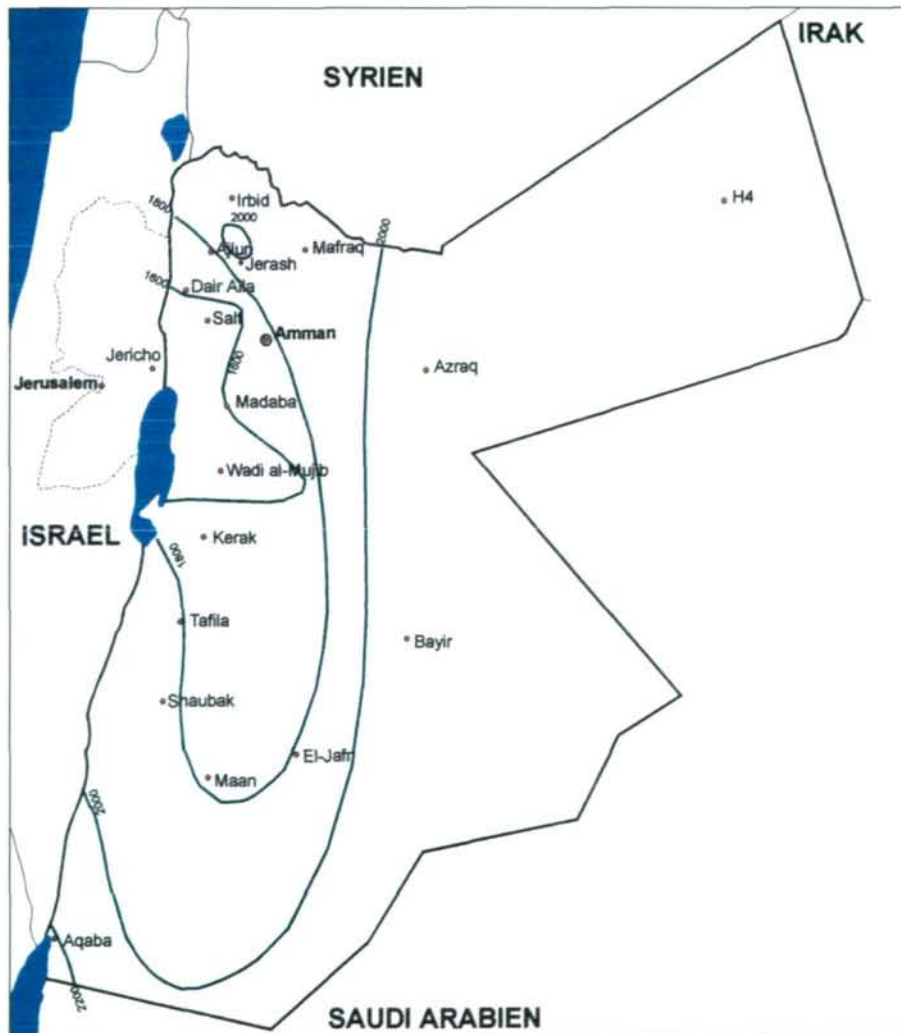 IRAK
SYRIEN
H4
Irbid
1800
2000
2000
Ajlun
Mafraq
Jerash
1600
Dair Alla
Salt
Amman
Jericho
1600
Azraq
Jerusalem
Madaba
Wadi al-Mujib
ISRAEL
Kerak
1800
Tafila
Bayir
Shaubak
El-Jafr
Maan
2000
Aqaba
2200
SAUDI ARABIEN